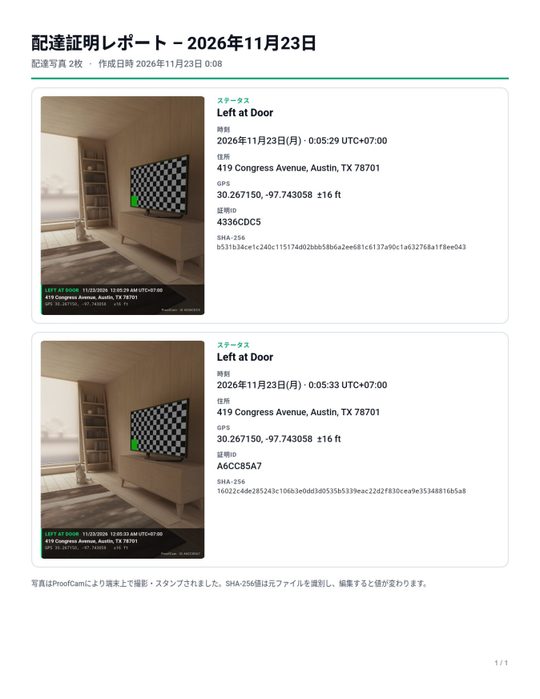 配達証明レポート – 2026年11月23日
配達写真 2枚 · 作成日時 2026年11月23日 0:08
ステータス
Left at Door
時刻
2026年11月23日(月) · 0:05:29 UTC+07:00
住所
419 Congress Avenue, Austin, TX 78701
GPS
30.267150, -97.743058 ±16 ft
証明ID
4336CDC5
SHA-256
b531b34ce1c240c115174d02bbb58b6a2ee681c6137a90c1a632768a1f8ee043
LEFT AT DOOR 11/23/2026 12:05:29 AM UTC+07:00
419 Congress Avenue, Austin, TX 78701
GPS 30.267150, -97.743058 ±16 ft
ステータス
Left at Door
時刻
2026年11月23日(月) · 0:05:33 UTC+07:00
住所
419 Congress Avenue, Austin, TX 78701
GPS
30.267150, -97.743058 ±16 ft
証明ID
A6CC85A7
SHA-256
16022c4de285243c106b3e0dd3d0535b5339eac22d2f830cea9e35348816b5a8
LEFT AT DOOR 11/23/2026 12:05:33 AM UTC+07:00
419 Congress Avenue, Austin, TX 78701
GPS 30.267150, -97.743058 ±16 ft
写真はProofCamにより端末上で撮影・スタンプされました。SHA-256値は元ファイルを識別し、編集すると値が変わります。
1 / 1